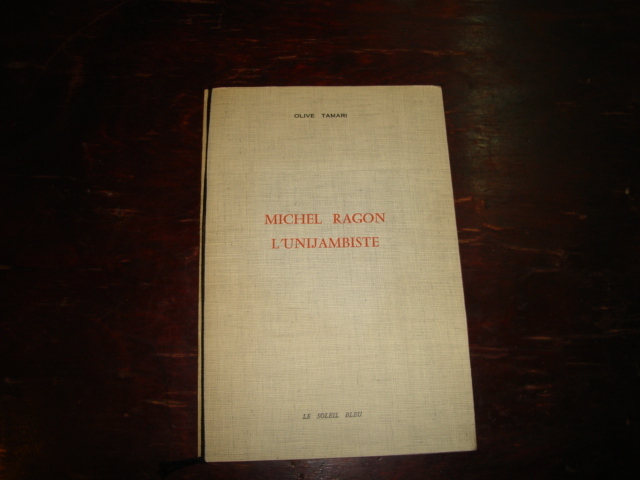 OLIVE TAMARI
MICHEL RAGON
L'UNIJAMBISTE
LE SOLEIL BLEU